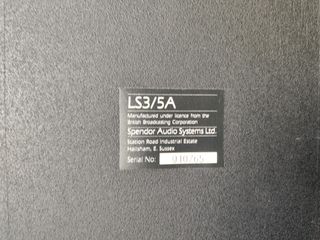 LS3/5A
Manufactured under licence from the
British Broadcasting Corporation
Spendor Audio Systems Ltd.
Station Road Industrial Estate
Hailsham, E. Sussex
Serial No: